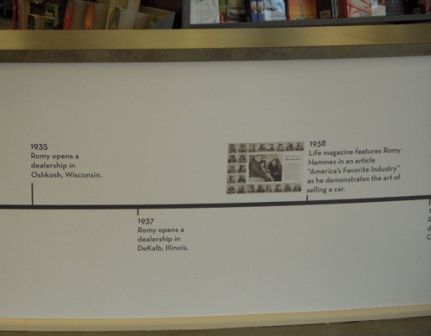 1935
Romy opens a
dealership in
Oshkosh, Wisconsin.
1937
Romy opens a
dealership in
DeKalb, Illinois.
1938
Life magazine features Romy
Hammes in an article
"America's Favorite Industry"
as he demonstrates the art of
selling a car.